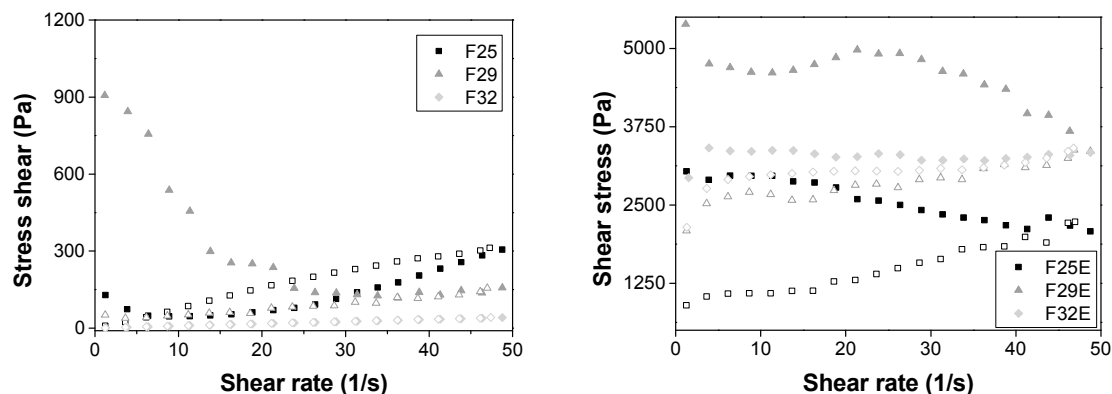 1200
900
600
300
0
Stress shear (Pa)
F25
F29
F32
0 10 20 30 40 50
Shear rate (1/s)
5000
3750
2500
1250
Shear stress (Pa)
F25E
F29E
F32E
0 10 20 30 40 50
Shear rate (1/s)